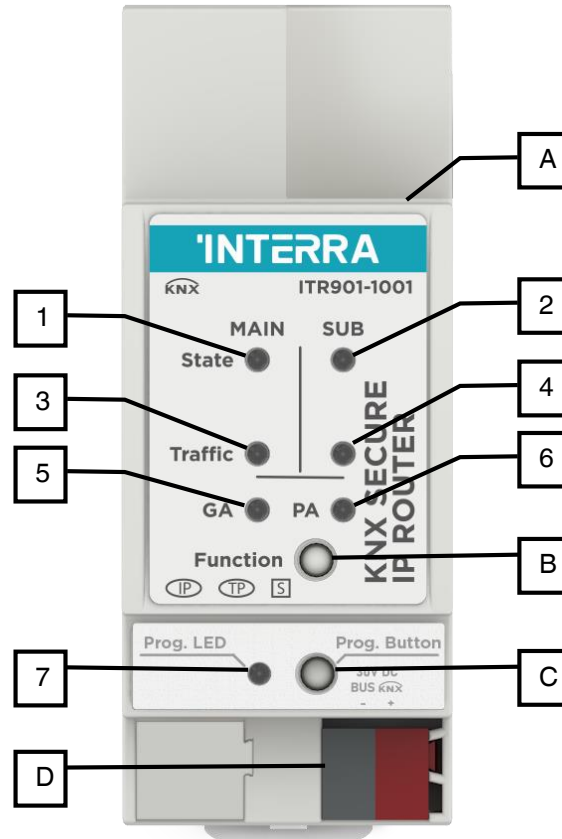 A
INTERRA
KNX ITR901-1001
1
2
MAIN SUB
State
3
4
Traffic
5
6
GA PA
KNX SECURE
IP ROUTER
Function
B
IP TP S
Prog. LED Prog. Button
7
C
30V DC
BUS KNX
- +
D